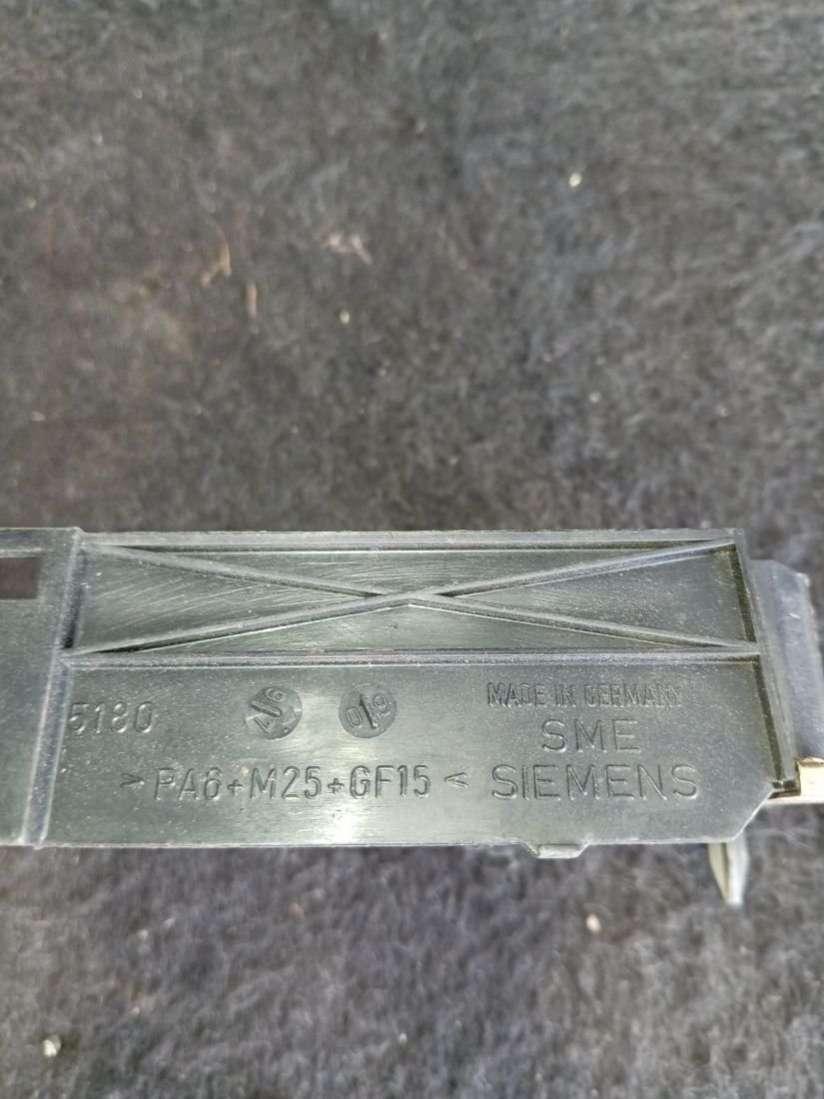 5180
MADE IN GERMANY
SME
>PA6+M25+GF15<
SIEMENS